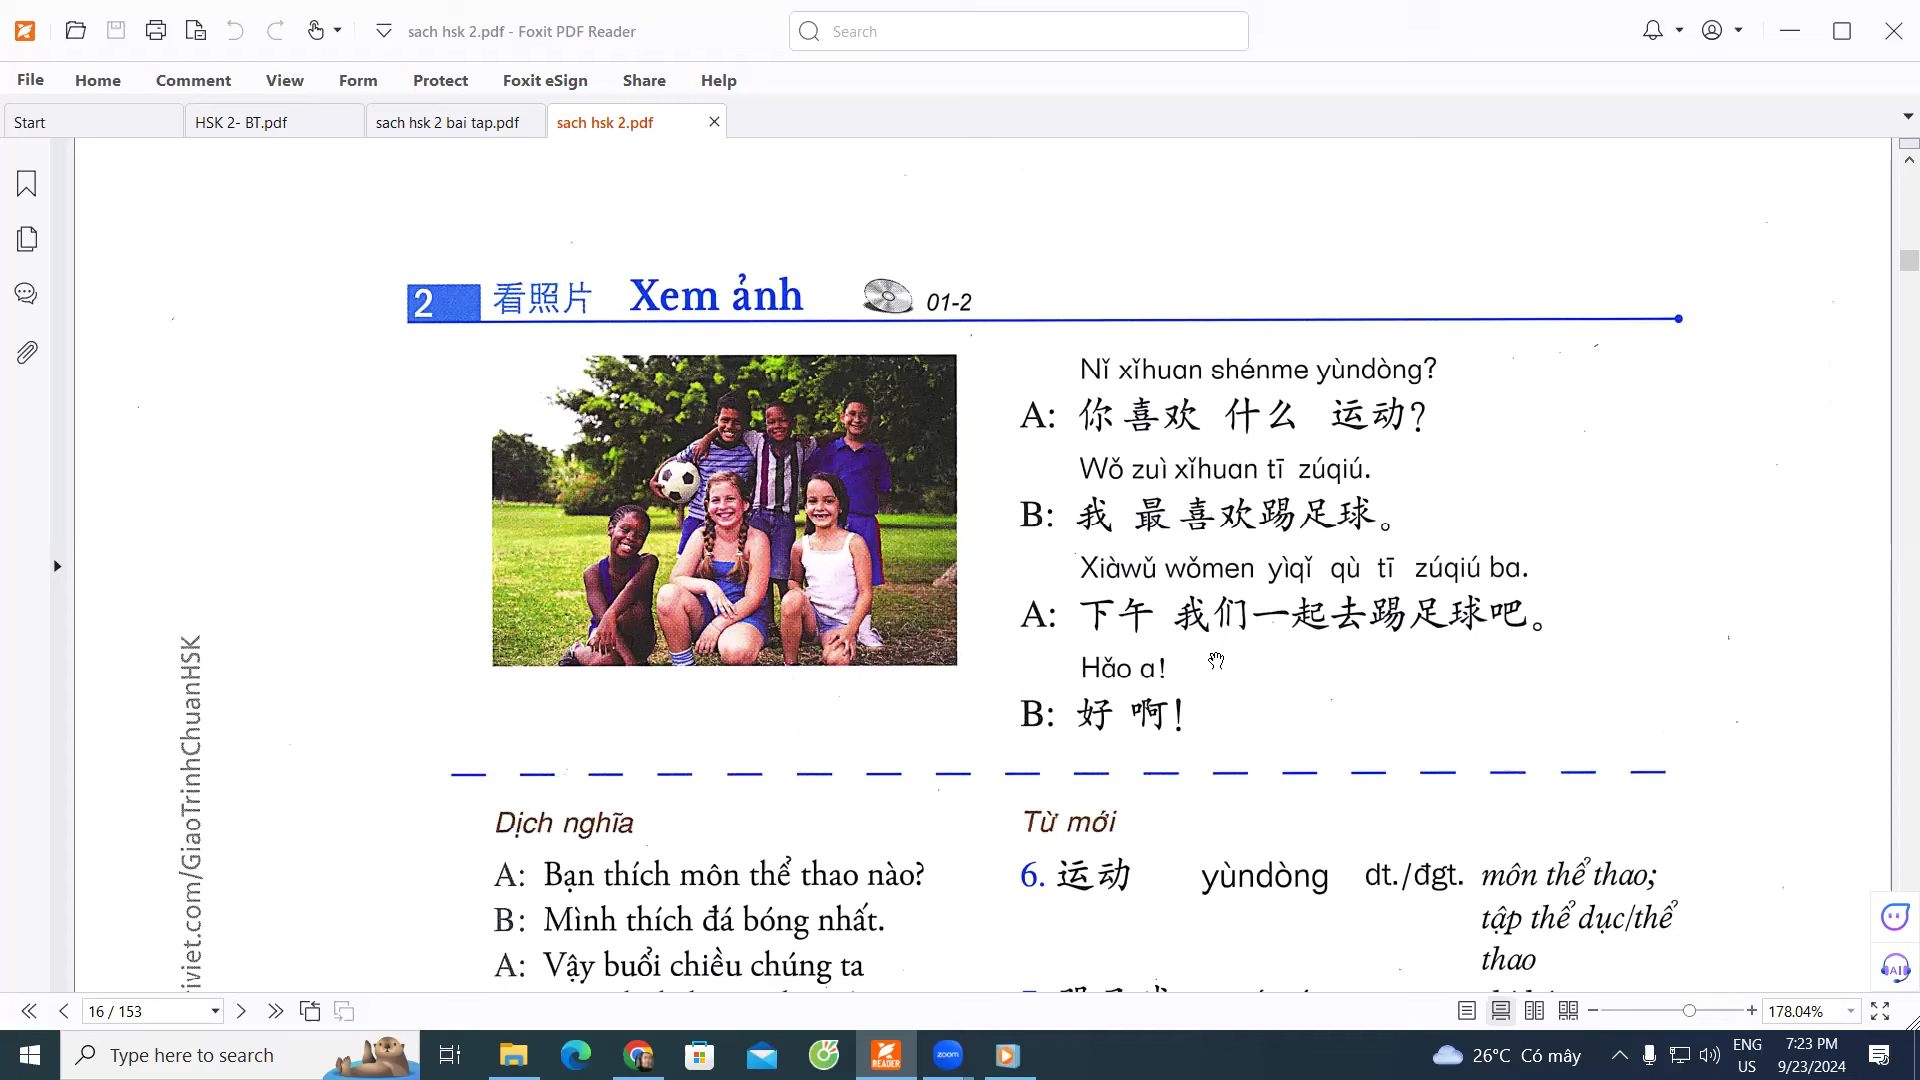 sach hsk 2.pdf - Foxit PDF Reader
Search
File Home Comment View Form Protect Foxit eSign Share Help
Start HSK 2- BT.pdf sach hsk 2 bai tap.pdf sach hsk 2.pdf
2 看照片 Xem ảnh 01-2
Nǐ xǐhuan shénme yùndòng?
A: 你喜欢 什么 运动?
Wǒ zuì xǐhuan tī zúqiú.
B: 我 最喜欢踢足球。
Xiàwǔ wǒmen yìqǐ qù tī zúqiú ba.
A: 下午 我们一起去踢足球吧。
Hǎo a!
B: 好 啊!
iviet.com/GiaoTrinhChuanHSK
Dịch nghĩa
A: Bạn thích môn thể thao nào?
B: Mình thích đá bóng nhất.
A: Vậy buổi chiều chúng ta
Từ mới
6. 运动 yùndòng dt./đgt. môn thể thao;
tập thể dục/thể
thao
16 / 153
178.04%
Type here to search
READER
zoom
AI
26°C Có mây
ENG
US
7:23 PM
9/23/2024